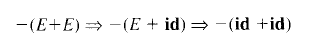 −(E+E) ⇒ −(E + id) ⇒ −(id +id)